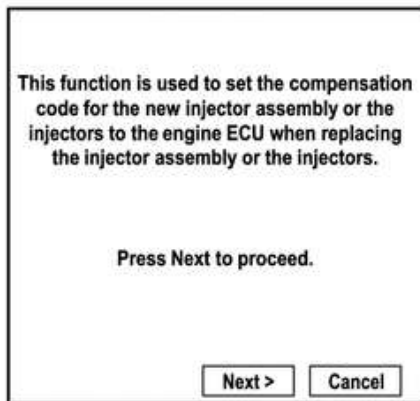 This function is used to set the compensation
code for the new injector assembly or the
injectors to the engine ECU when replacing
the injector assembly or the injectors.
Press Next to proceed.
Next >
Cancel